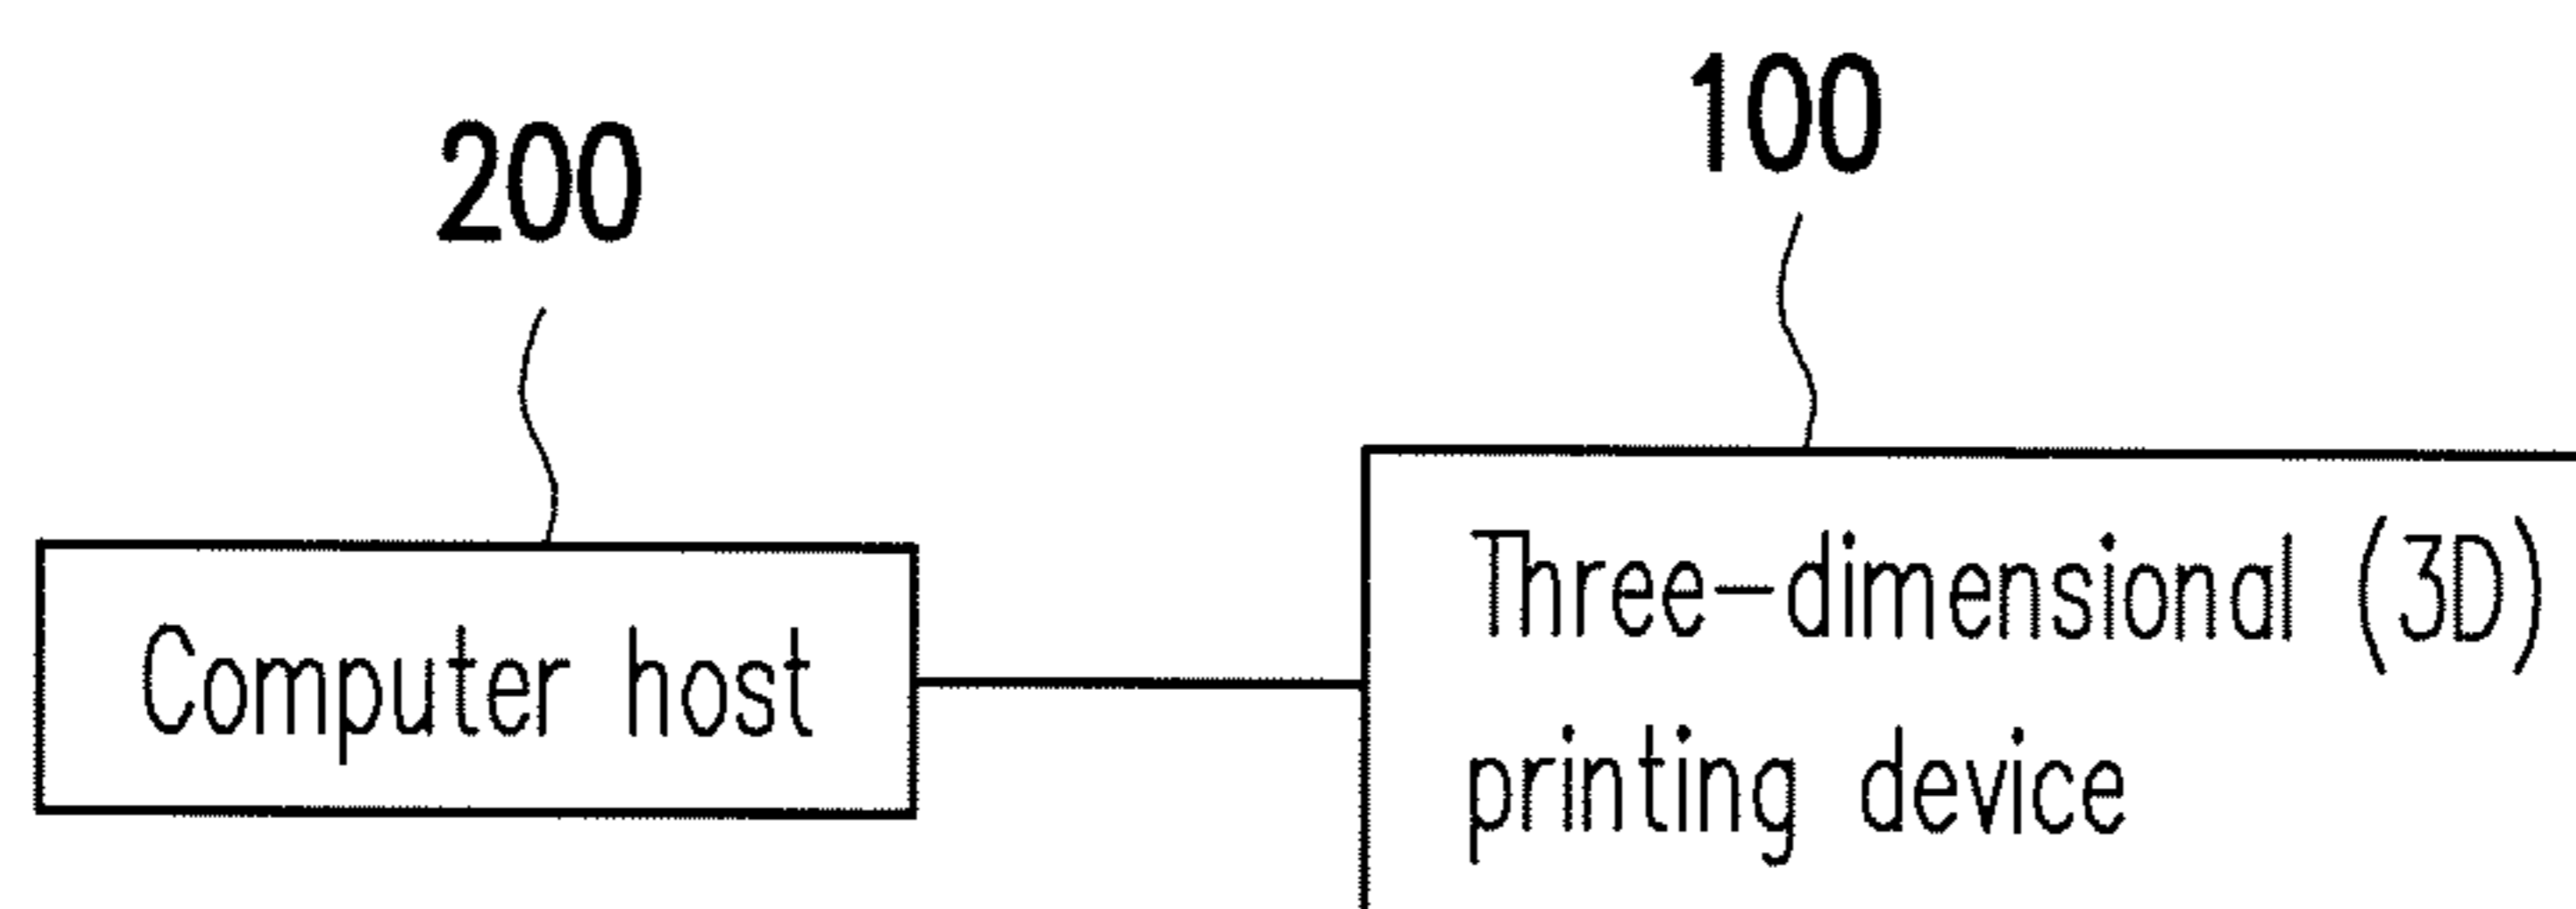 200
100
Computer host
Three-dimensional (3D)
printing device